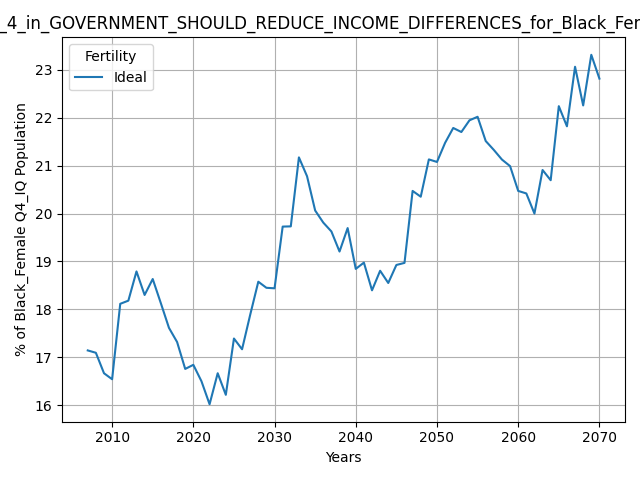 _4_in_GOVERNMENT_SHOULD_REDUCE_INCOME_DIFFERENCES_for_Black_Fer
Fertility
Ideal
% of Black_Female Q4_IQ Population
23
22
21
20
19
18
17
16
2010 2020 2030 2040 2050 2060 2070
Years